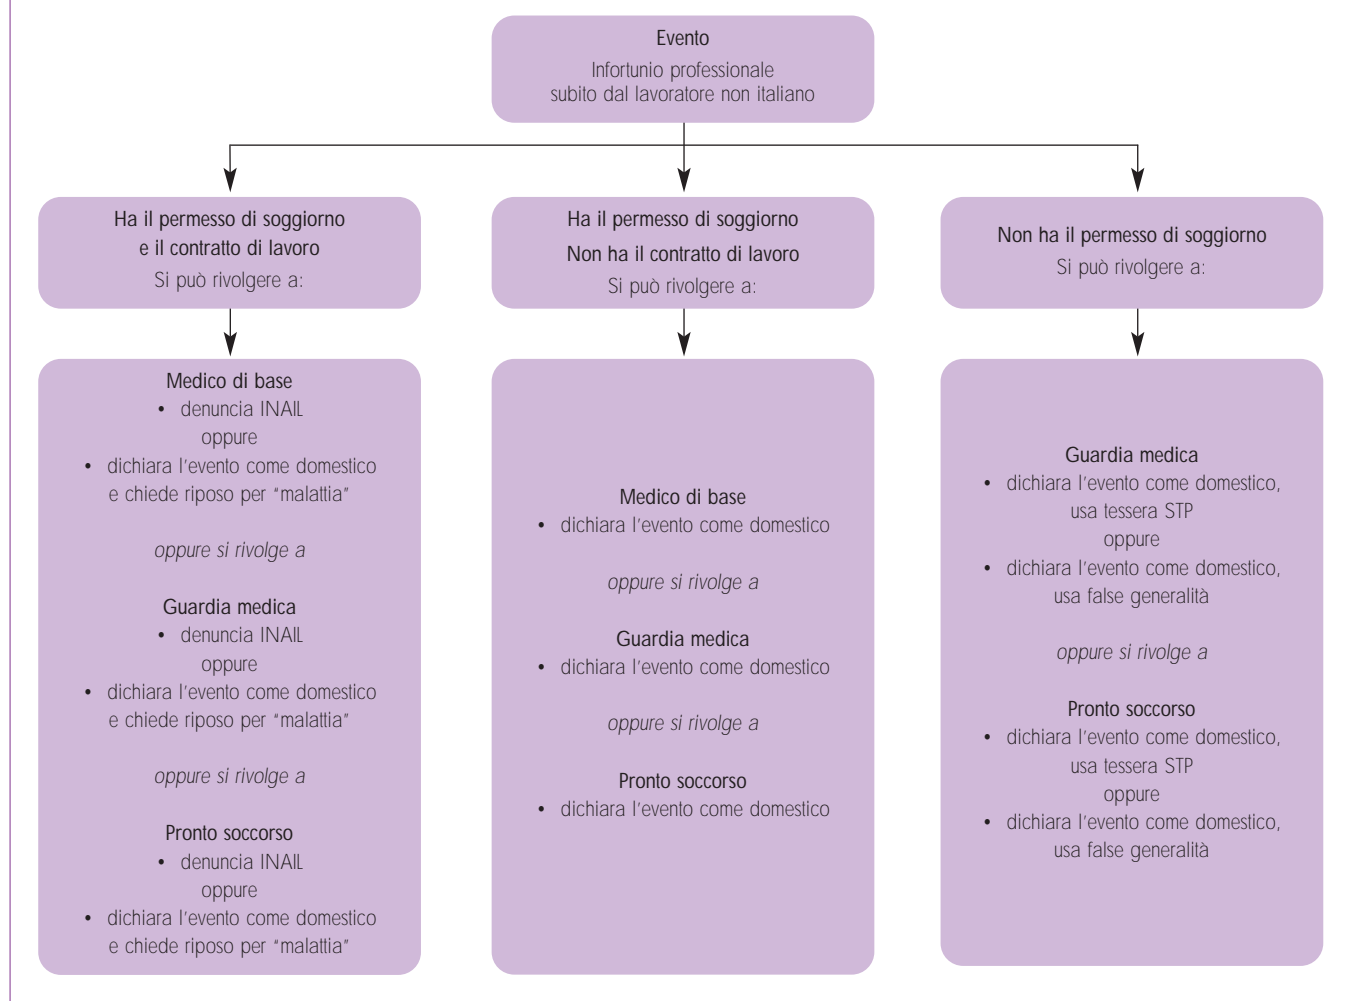 Evento
Infortunio professionale
subito dal lavoratore non italiano
Ha il permesso di soggiorno
e il contratto di lavoro
Si può rivolgere a:
Medico di base
• denuncia INAIL
oppure
• dichiara l'evento come domestico
e chiede riposo per “malattia”
oppure si rivolge a
Guardia medica
• denuncia INAIL
oppure
• dichiara l'evento come domestico
e chiede riposo per “malattia”
oppure si rivolge a
Pronto soccorso
• denuncia INAIL
oppure
• dichiara l'evento come domestico
e chiede riposo per “malattia”
Ha il permesso di soggiorno
Non ha il contratto di lavoro
Si può rivolgere a:
Medico di base
• dichiara l'evento come domestico
oppure si rivolge a
Guardia medica
• dichiara l'evento come domestico
oppure si rivolge a
Pronto soccorso
• dichiara l'evento come domestico
Non ha il permesso di soggiorno
Si può rivolgere a:
Guardia medica
• dichiara l'evento come domestico,
usa tessera STP
oppure
• dichiara l'evento come domestico,
usa false generalità
oppure si rivolge a
Pronto soccorso
• dichiara l'evento come domestico,
usa tessera STP
oppure
• dichiara l'evento come domestico,
usa false generalità